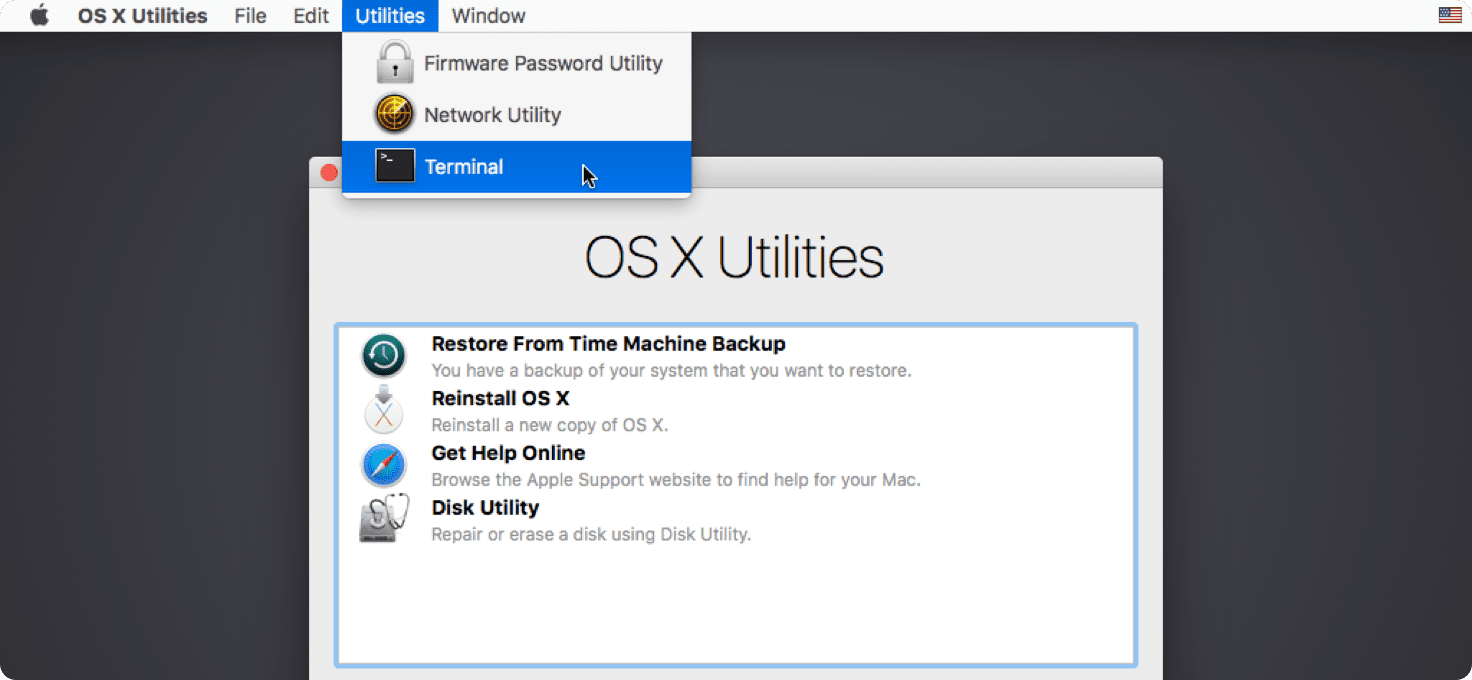 OS X Utilities File Edit Utilities Window
Firmware Password Utility
Network Utility
>_ Terminal
OS X Utilities
Restore From Time Machine Backup
You have a backup of your system that you want to restore.
Reinstall OS X
Reinstall a new copy of OS X.
Get Help Online
Browse the Apple Support website to find help for your Mac.
Disk Utility
Repair or erase a disk using Disk Utility.